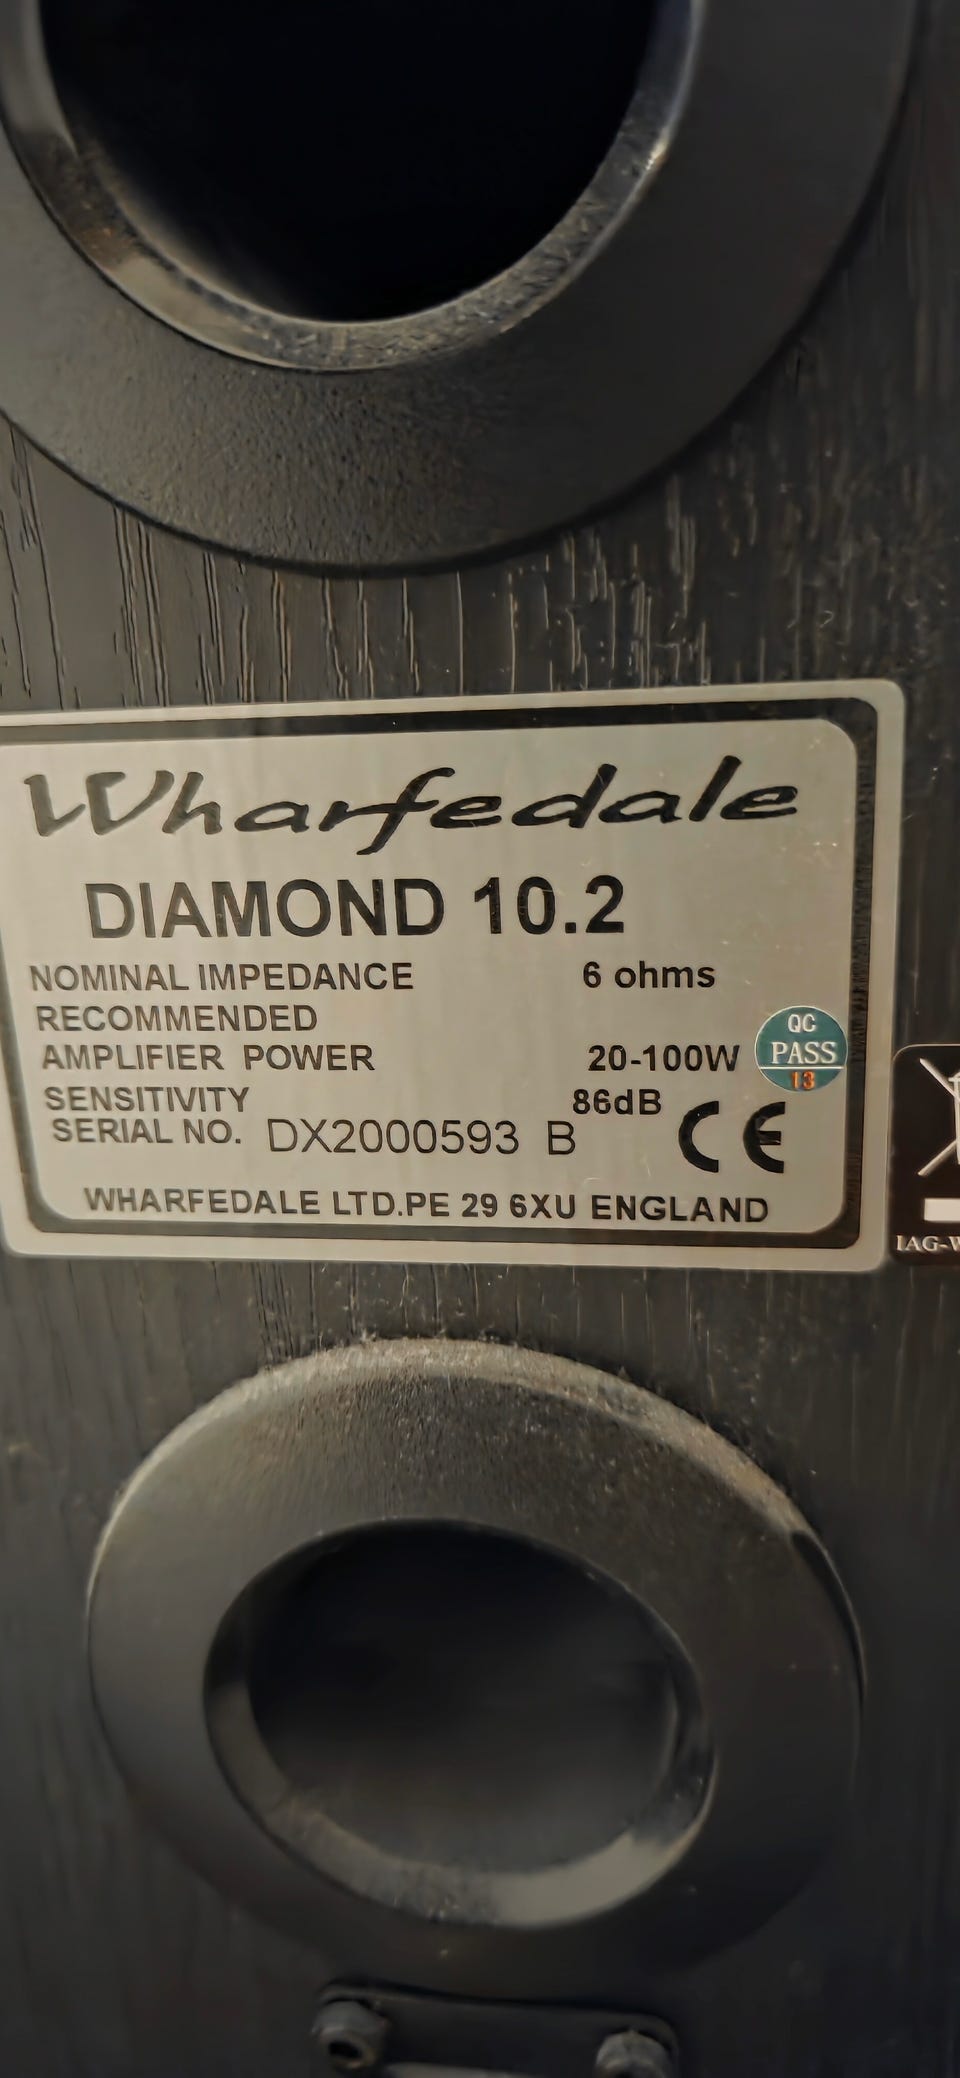 Wharfedale
DIAMOND 10.2
NOMINAL IMPEDANCE 6 ohms
RECOMMENDED
AMPLIFIER POWER 20-100W
SENSITIVITY 86dB
SERIAL NO. DX2000593 B
CE
WHARFEDALE LTD.PE 29 6XU ENGLAND
QC
PASS
13
IAG-